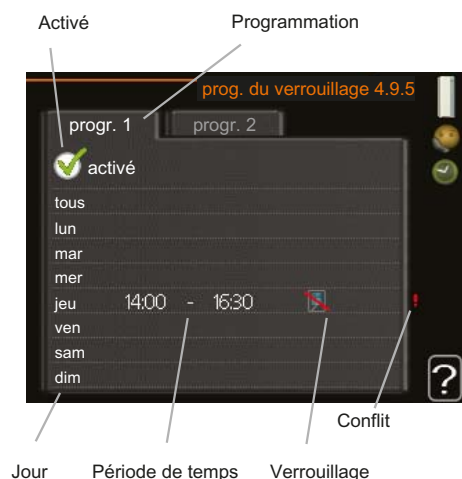 Activé Programmation
prog. du verrouillage 4.9.5
progr. 1 progr. 2
activé
tous
lun
mar
mer
jeu 14:00 - 16:30 !
ven
sam
dim
?
Conflit
Jour Période de temps Verrouillage